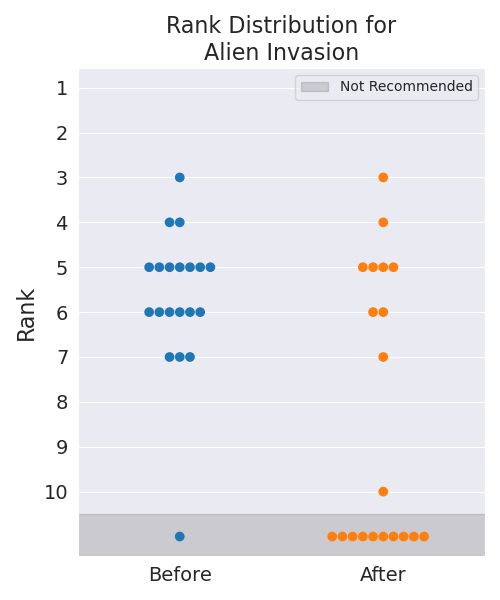 Rank Distribution for
Alien Invasion
Not Recommended
Rank
1
2
3
4
5
6
7
8
9
10
Before
After